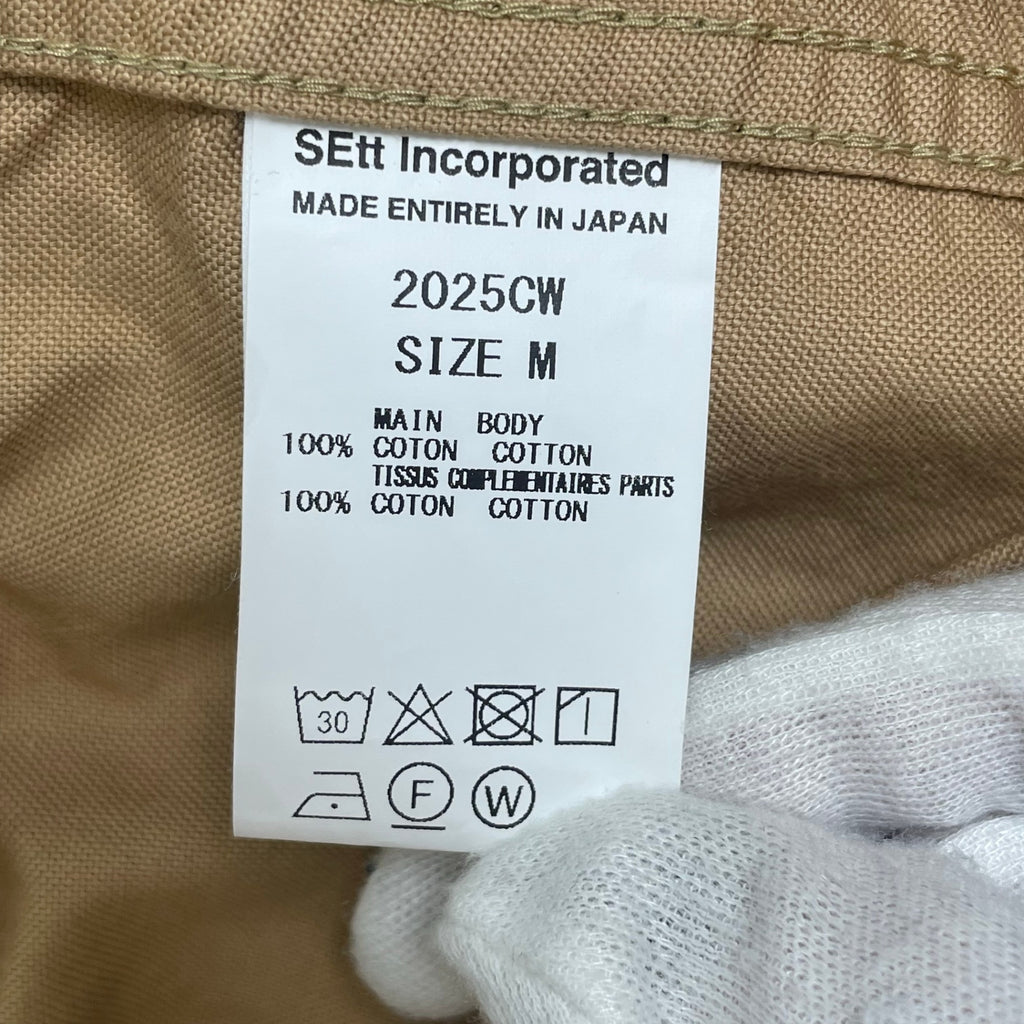 SEtt Incorporated
MADE ENTIRELY IN JAPAN
2025CW
SIZE M
MAIN BODY
100% COTON COTTON
TISSUS COMPLEMENTAIRES PARTS
100% COTON COTTON
30
F W